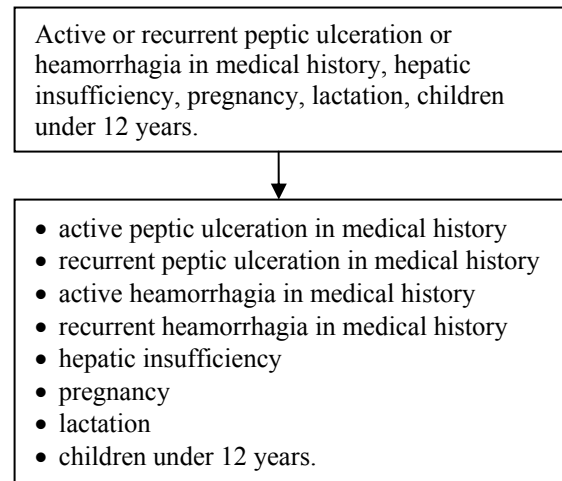 Active or recurrent peptic ulceration or
heamorrhagia in medical history, hepatic
insufficiency, pregnancy, lactation, children
under 12 years.
• active peptic ulceration in medical history
• recurrent peptic ulceration in medical history
• active heamorrhagia in medical history
• recurrent heamorrhagia in medical history
• hepatic insufficiency
• pregnancy
• lactation
• children under 12 years.